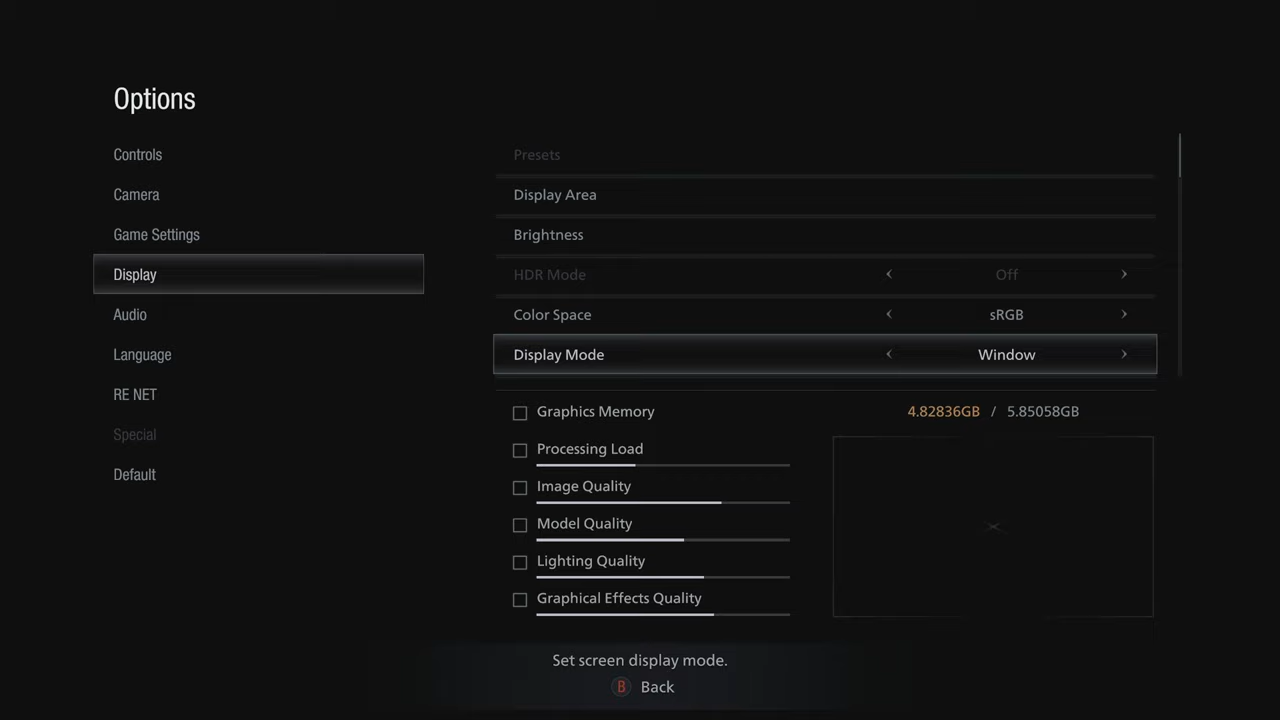 Options
Controls
Camera
Game Settings
Display
Audio
Language
RE NET
Special
Default
Presets
Display Area
Brightness
HDR Mode Off
Color Space sRGB
Display Mode Window
Graphics Memory 4.82836GB / 5.85058GB
Processing Load
Image Quality
Model Quality
Lighting Quality
Graphical Effects Quality
Set screen display mode.
B Back